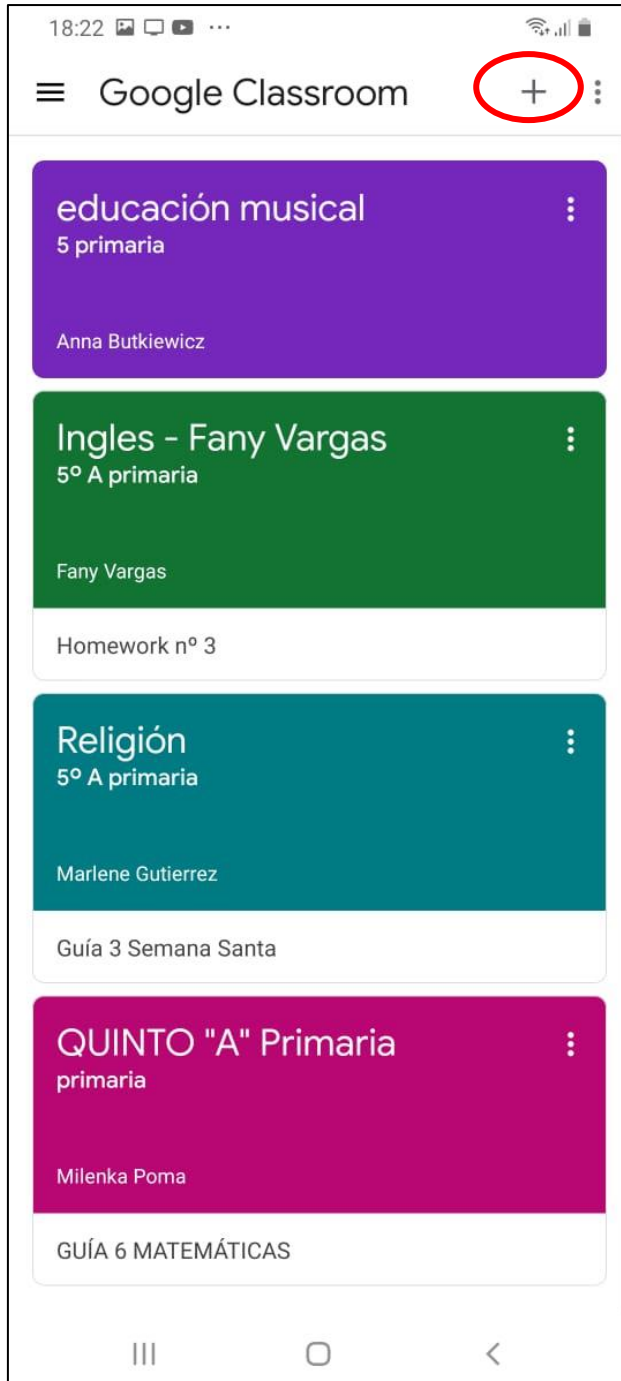 18:22
Google Classroom
educación musical
5 primaria
Anna Butkiewicz
Ingles - Fany Vargas
5º A primaria
Fany Vargas
Homework nº 3
Religión
5º A primaria
Marlene Gutierrez
Guía 3 Semana Santa
QUINTO "A" Primaria
primaria
Milenka Poma
GUÍA 6 MATEMÁTICAS